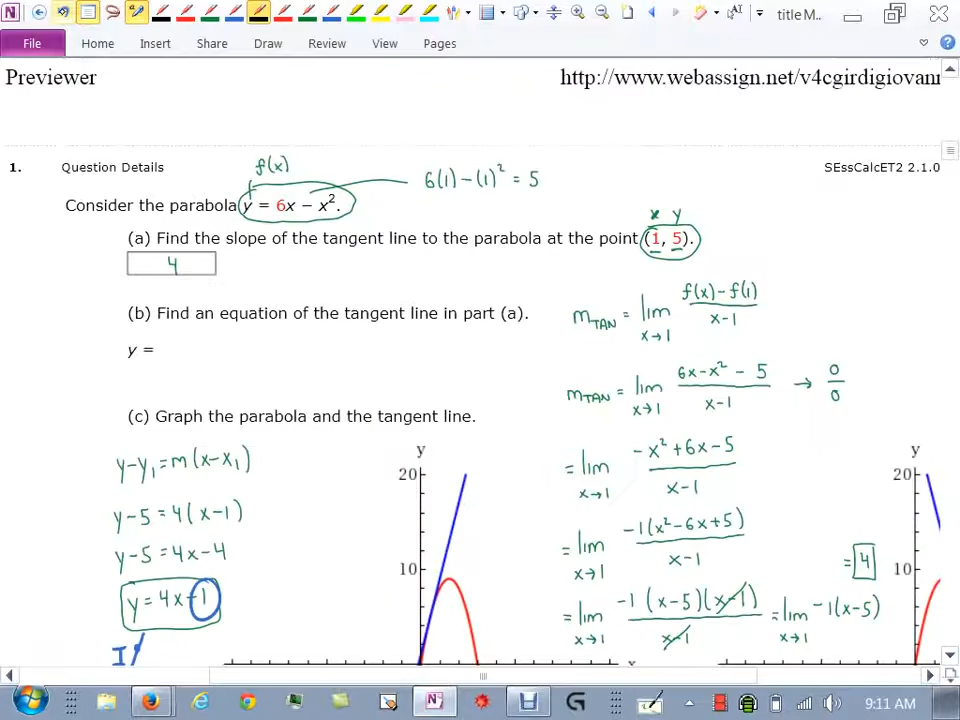 title M...
File Home Insert Share Draw Review View Pages
Previewer http://www.webassign.net/v4cgirdigiovann
1. Question Details SEssCalcET2 2.1.0
f(x)
6(1) - (1)² = 5
Consider the parabola y = 6x − x².
x y
(a) Find the slope of the tangent line to the parabola at the point (1, 5).
4
(b) Find an equation of the tangent line in part (a).
y =
(c) Graph the parabola and the tangent line.
m_TAN = lim x→1 f(x) - f(1) / x-1
m_TAN = lim x→1 6x-x² - 5 / x-1 → 0/0
= lim x→1 -x² + 6x - 5 / x-1
= lim x→1 -1(x² - 6x + 5) / x-1
= lim x→1 -1(x-5)(x-1) / x-1 = lim x→1 -1(x-5)
= 4
y-y₁ = m(x-x₁)
y-5 = 4(x-1)
y-5 = 4x-4
y = 4x-1
y
20
10
y
20
10
x
9:11 AM